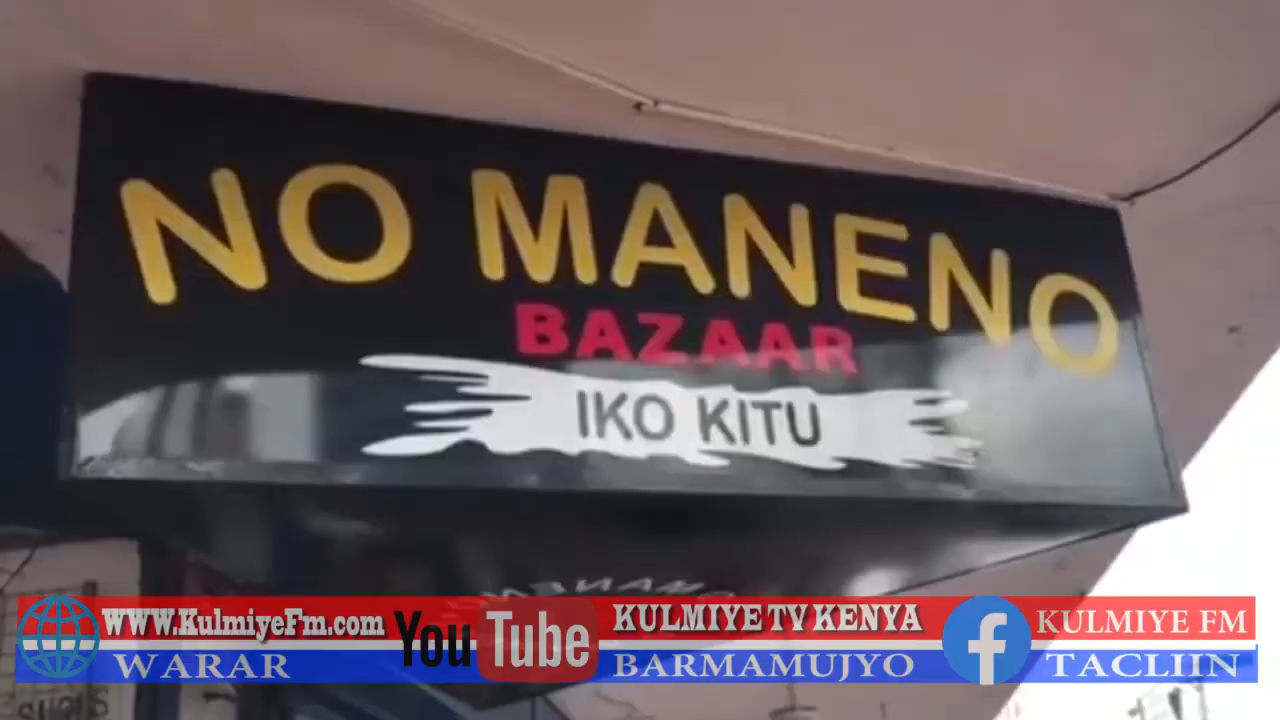 NO MANENO
BAZAAR
IKO KITU
WWW.KulmiyeFm.com
WARAR
YouTube
KULMIYE TV KENYA
BARMAMUJYO
f
KULMIYE FM
TACLIIN